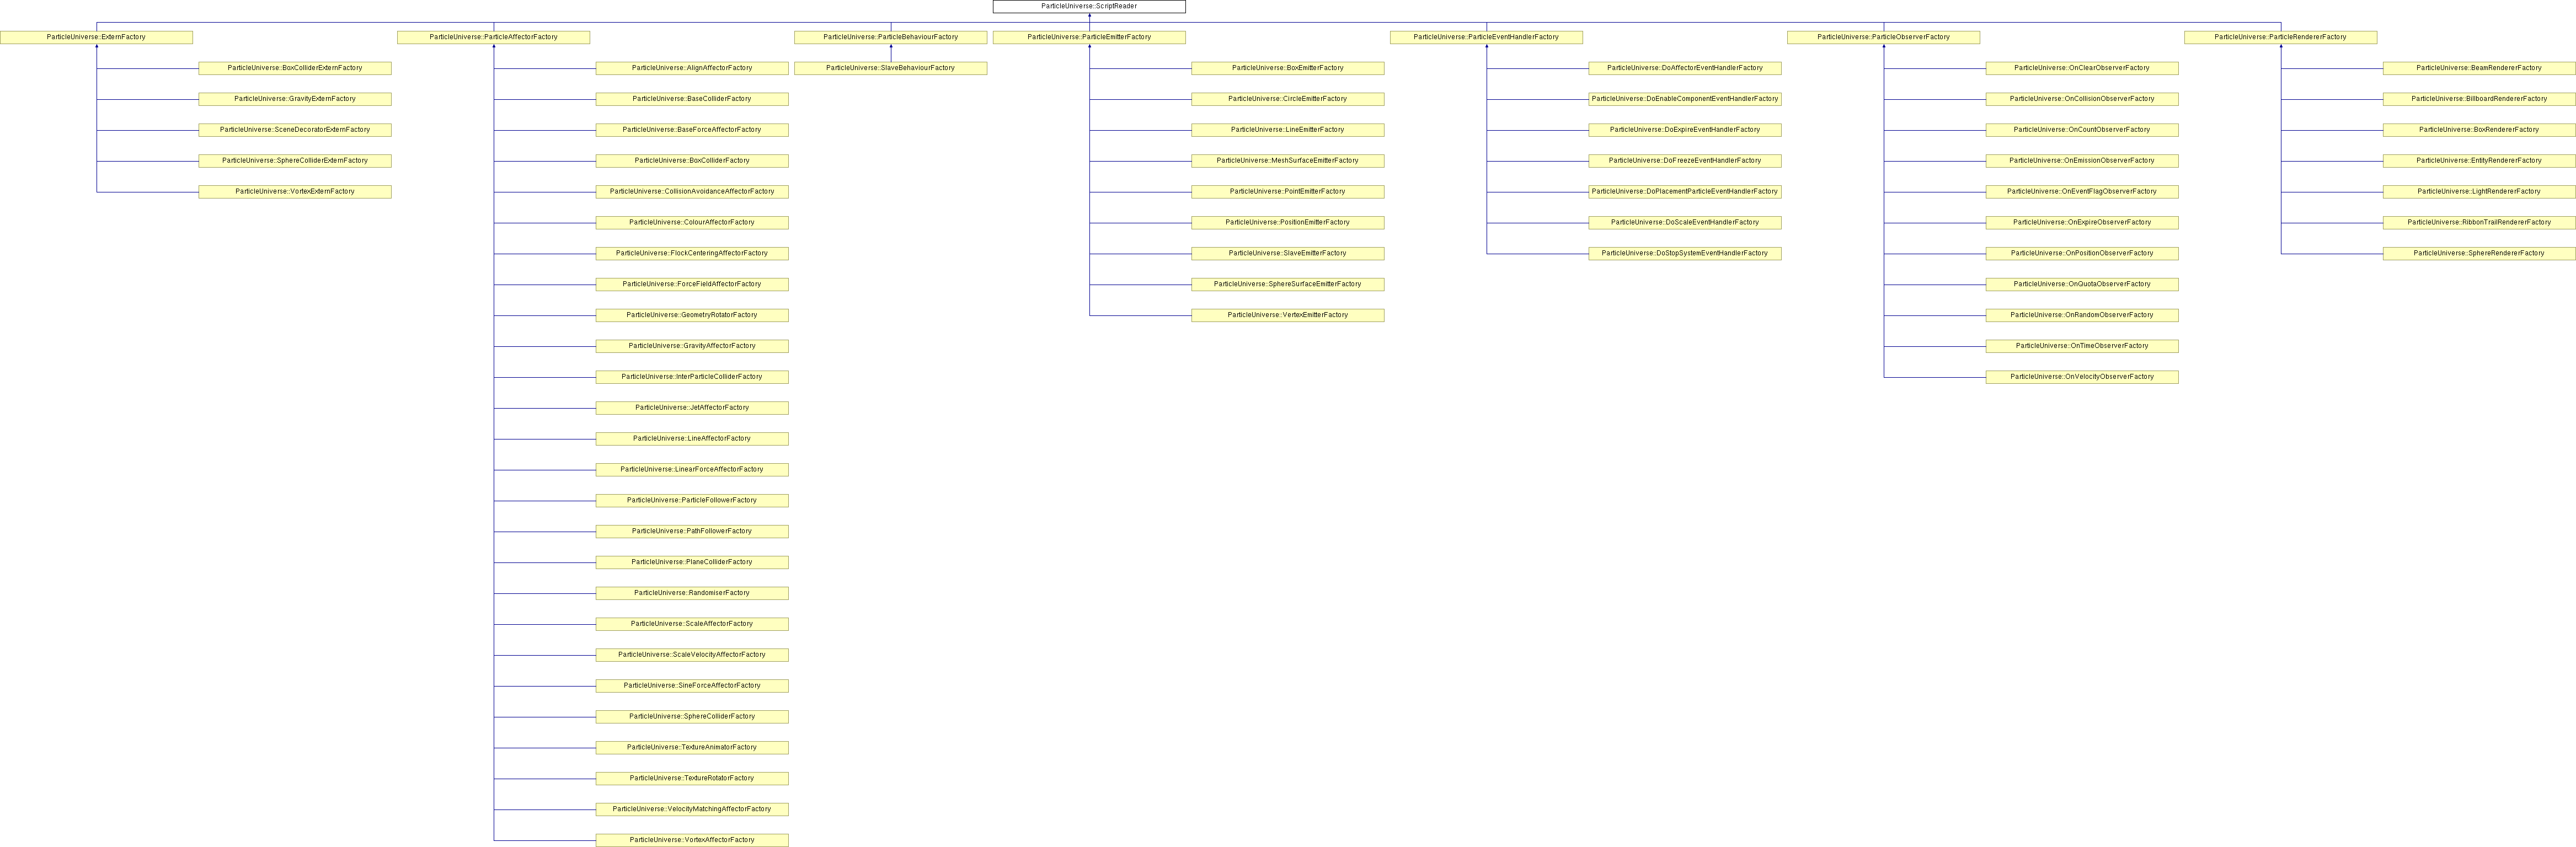 ParticleUniverse::ScriptReader
ParticleUniverse::ExternFactory
ParticleUniverse::ParticleAffectorFactory
ParticleUniverse::ParticleBehaviourFactory
ParticleUniverse::ParticleEmitterFactory
ParticleUniverse::ParticleEventHandlerFactory
ParticleUniverse::ParticleObserverFactory
ParticleUniverse::ParticleRendererFactory
ParticleUniverse::BoxColliderExternFactory
ParticleUniverse::GravityExternFactory
ParticleUniverse::SceneDecoratorExternFactory
ParticleUniverse::SphereColliderExternFactory
ParticleUniverse::VortexExternFactory
ParticleUniverse::AlignAffectorFactory
ParticleUniverse::BaseColliderFactory
ParticleUniverse::BaseForceAffectorFactory
ParticleUniverse::BoxColliderFactory
ParticleUniverse::CollisionAvoidanceAffectorFactory
ParticleUniverse::ColourAffectorFactory
ParticleUniverse::FlockCenteringAffectorFactory
ParticleUniverse::ForceFieldAffectorFactory
ParticleUniverse::GeometryRotatorFactory
ParticleUniverse::GravityAffectorFactory
ParticleUniverse::InterParticleColliderFactory
ParticleUniverse::JetAffectorFactory
ParticleUniverse::LineAffectorFactory
ParticleUniverse::LinearForceAffectorFactory
ParticleUniverse::ParticleFollowerFactory
ParticleUniverse::PathFollowerFactory
ParticleUniverse::PlaneColliderFactory
ParticleUniverse::RandomiserFactory
ParticleUniverse::ScaleAffectorFactory
ParticleUniverse::ScaleVelocityAffectorFactory
ParticleUniverse::SineForceAffectorFactory
ParticleUniverse::SphereColliderFactory
ParticleUniverse::TextureAnimatorFactory
ParticleUniverse::TextureRotatorFactory
ParticleUniverse::VelocityMatchingAffectorFactory
ParticleUniverse::VortexAffectorFactory
ParticleUniverse::SlaveBehaviourFactory
ParticleUniverse::BoxEmitterFactory
ParticleUniverse::CircleEmitterFactory
ParticleUniverse::LineEmitterFactory
ParticleUniverse::MeshSurfaceEmitterFactory
ParticleUniverse::PointEmitterFactory
ParticleUniverse::PositionEmitterFactory
ParticleUniverse::SlaveEmitterFactory
ParticleUniverse::SphereSurfaceEmitterFactory
ParticleUniverse::VertexEmitterFactory
ParticleUniverse::DoAffectorEventHandlerFactory
ParticleUniverse::DoEnableComponentEventHandlerFactory
ParticleUniverse::DoExpireEventHandlerFactory
ParticleUniverse::DoFreezeEventHandlerFactory
ParticleUniverse::DoPlacementParticleEventHandlerFactory
ParticleUniverse::DoScaleEventHandlerFactory
ParticleUniverse::DoStopSystemEventHandlerFactory
ParticleUniverse::OnClearObserverFactory
ParticleUniverse::OnCollisionObserverFactory
ParticleUniverse::OnCountObserverFactory
ParticleUniverse::OnEmissionObserverFactory
ParticleUniverse::OnEventFlagObserverFactory
ParticleUniverse::OnExpireObserverFactory
ParticleUniverse::OnPositionObserverFactory
ParticleUniverse::OnQuotaObserverFactory
ParticleUniverse::OnRandomObserverFactory
ParticleUniverse::OnTimeObserverFactory
ParticleUniverse::OnVelocityObserverFactory
ParticleUniverse::BeamRendererFactory
ParticleUniverse::BillboardRendererFactory
ParticleUniverse::BoxRendererFactory
ParticleUniverse::EntityRendererFactory
ParticleUniverse::LightRendererFactory
ParticleUniverse::RibbonTrailRendererFactory
ParticleUniverse::SphereRendererFactory